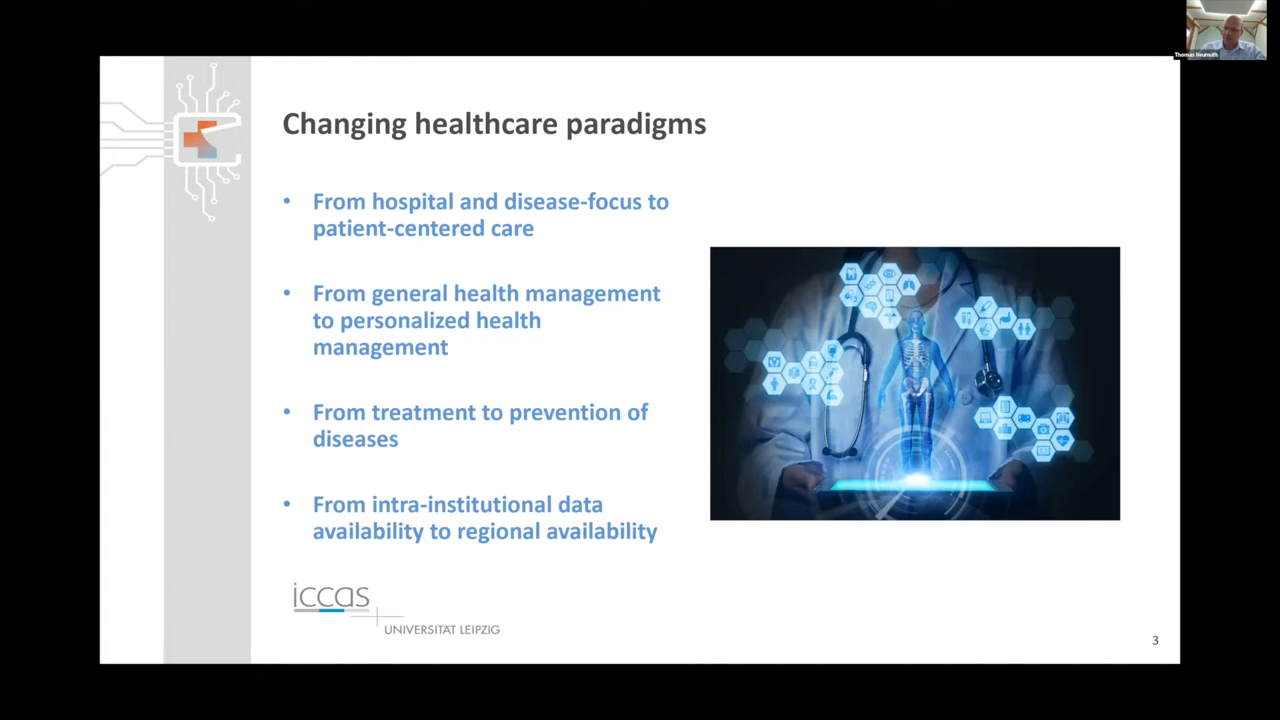 Thomas Neumuth
Changing healthcare paradigms
• From hospital and disease-focus to
patient-centered care
• From general health management
to personalized health
management
• From treatment to prevention of
diseases
• From intra-institutional data
availability to regional availability
iccas
UNIVERSITÄT LEIPZIG
3